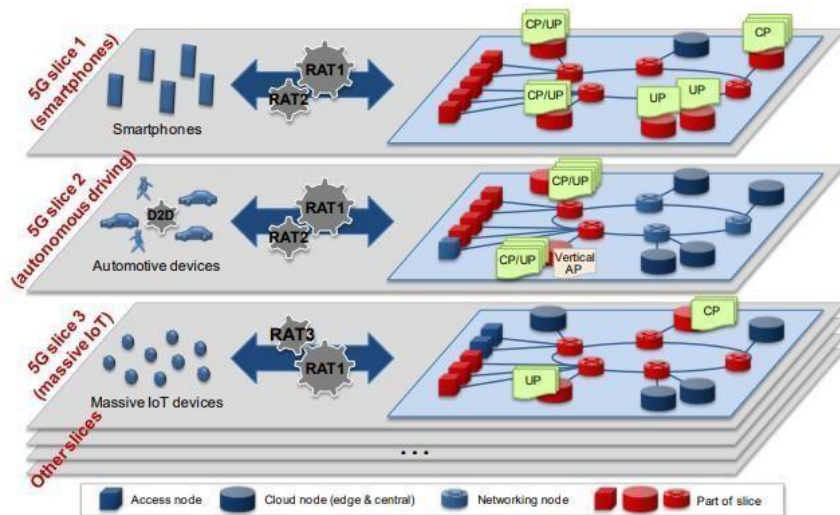 5G slice 1
(smartphones)
Smartphones
RAT1
RAT2
CP/UP
CP
CP/UP
UP
UP
5G slice 2
(autonomous driving)
D2D
Automotive devices
RAT1
RAT2
CP/UP
CP/UP
Vertical
AP
5G slice 3
(massive IoT)
Massive IoT devices
RAT3
RAT1
CP
UP
Other slices
...
Access node
Cloud node (edge & central)
Networking node
Part of slice